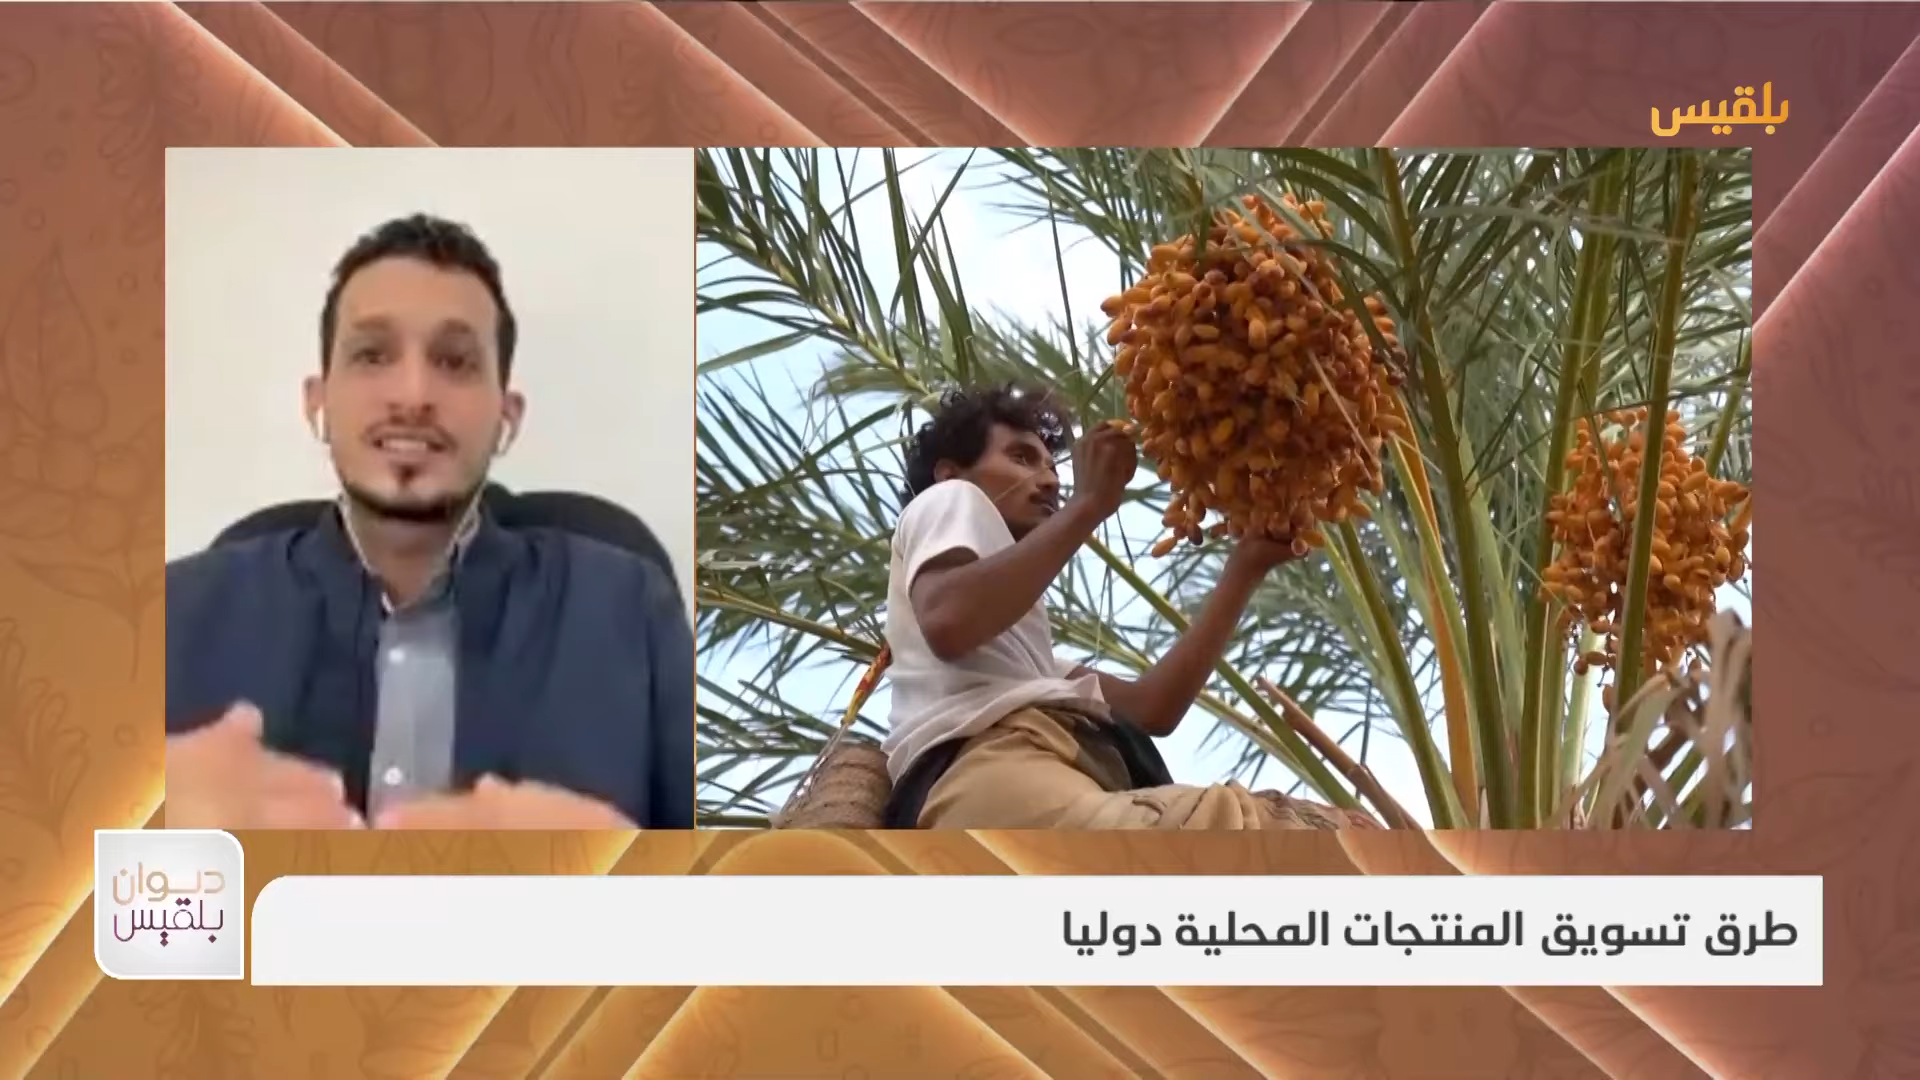 بلقيس
ديوان
بلقيس
طرق تسويق المنتجات المحلية دوليا